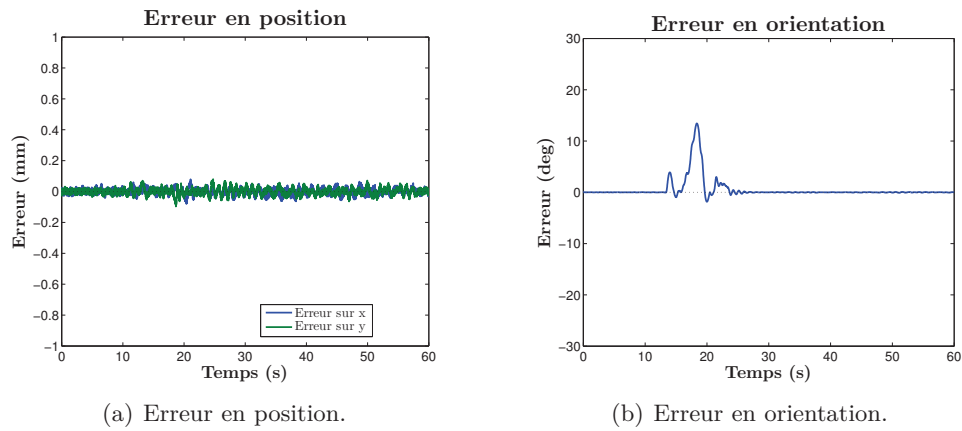 Erreur en position
1
0.8
0.6
0.4
0.2
0
−0.2
−0.4
−0.6
−0.8
−1
Erreur (mm)
0 10 20 30 40 50 60
Temps (s)
Erreur sur x
Erreur sur y
(a) Erreur en position.
Erreur en orientation
30
20
10
0
−10
−20
−30
Erreur (deg)
0 10 20 30 40 50 60
Temps (s)
(b) Erreur en orientation.